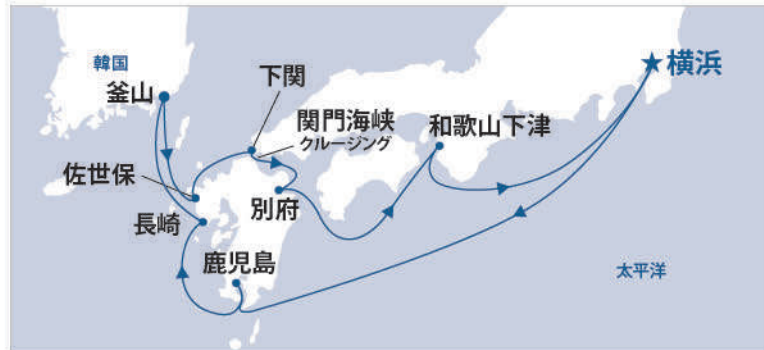 韓国
釜山
下関
関門海峡
クルージング
和歌山下津
★横浜
佐世保
長崎
別府
鹿児島
太平洋